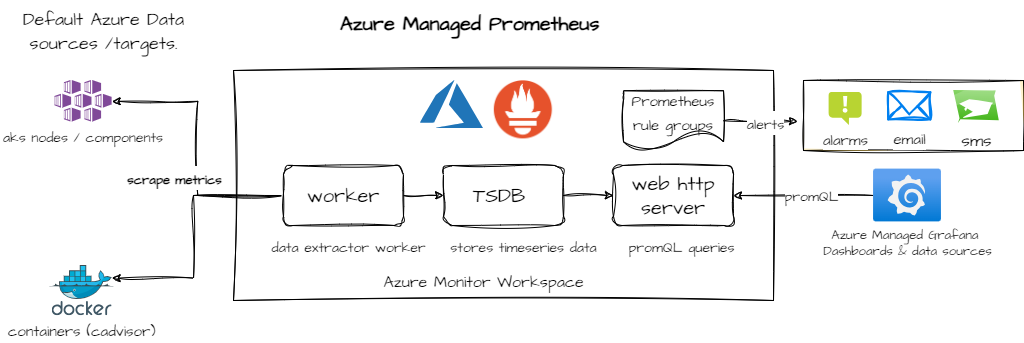 Default Azure Data
sources /targets.
Azure Managed Prometheus
Prometheus
rule groups
alerts
alarms
email
sms
aks nodes / components
scrape metrics
worker
TSDB
web http
server
promQL
data extractor worker
stores timeseries data
promQL queries
Azure Managed Grafana
Dashboards & data sources
Azure Monitor Workspace
docker
containers (cadvisor)